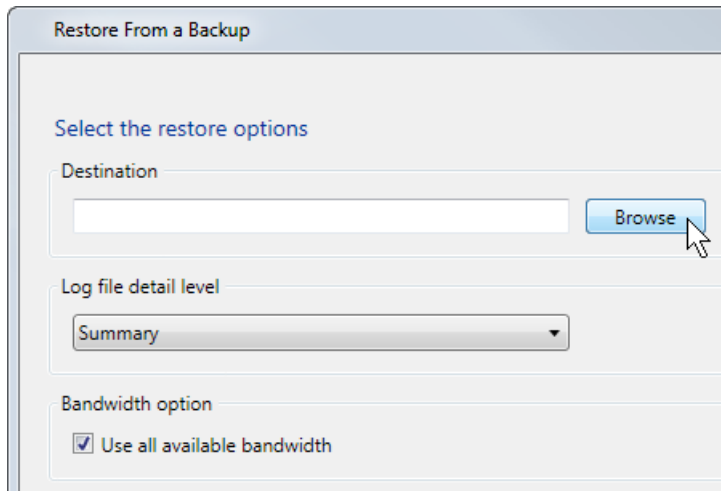 Restore From a Backup
Select the restore options
Destination
Browse
Log file detail level
Summary
Bandwidth option
Use all available bandwidth